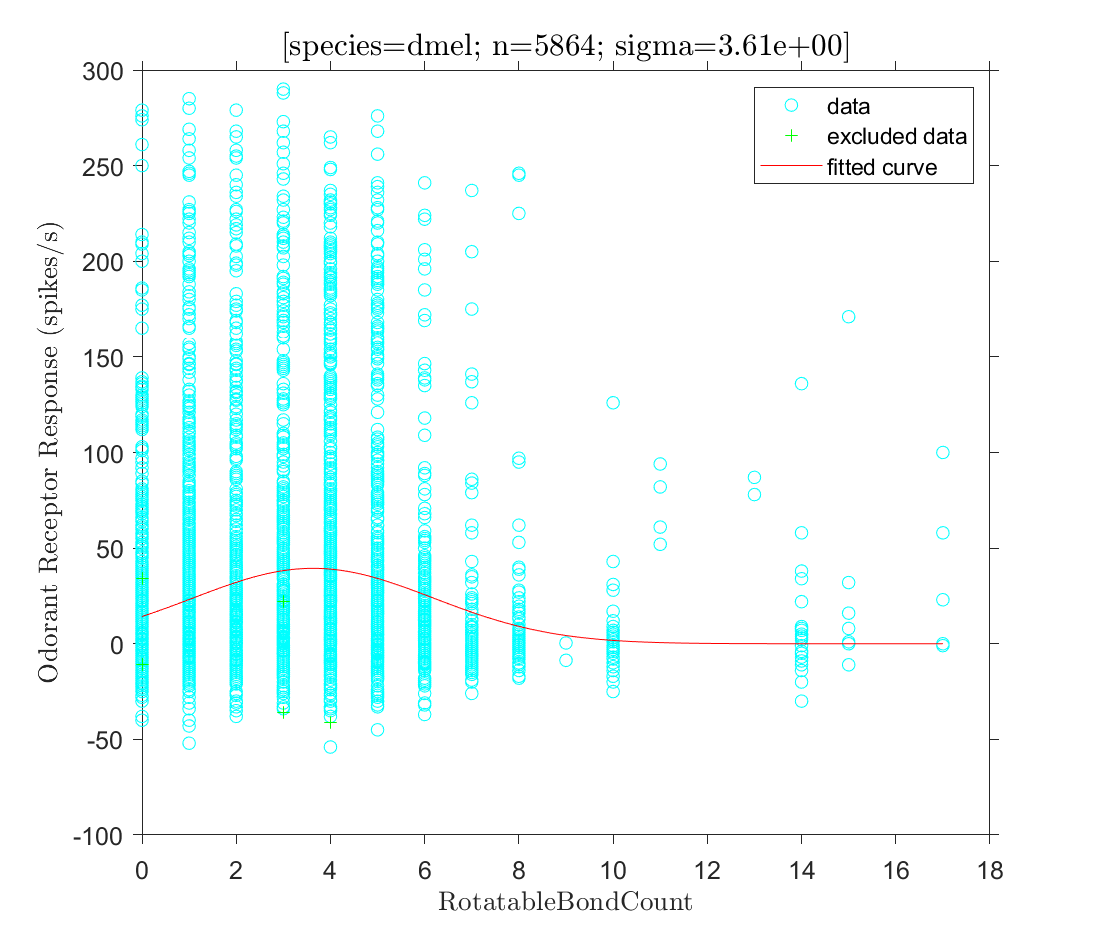 [species=dmel; n=5864; sigma=3.61e+00]
300
250
200
150
100
50
0
-50
-100
Odorant Receptor Response (spikes/s)
data
excluded data
fitted curve
0 2 4 6 8 10 12 14 16 18
RotatableBondCount